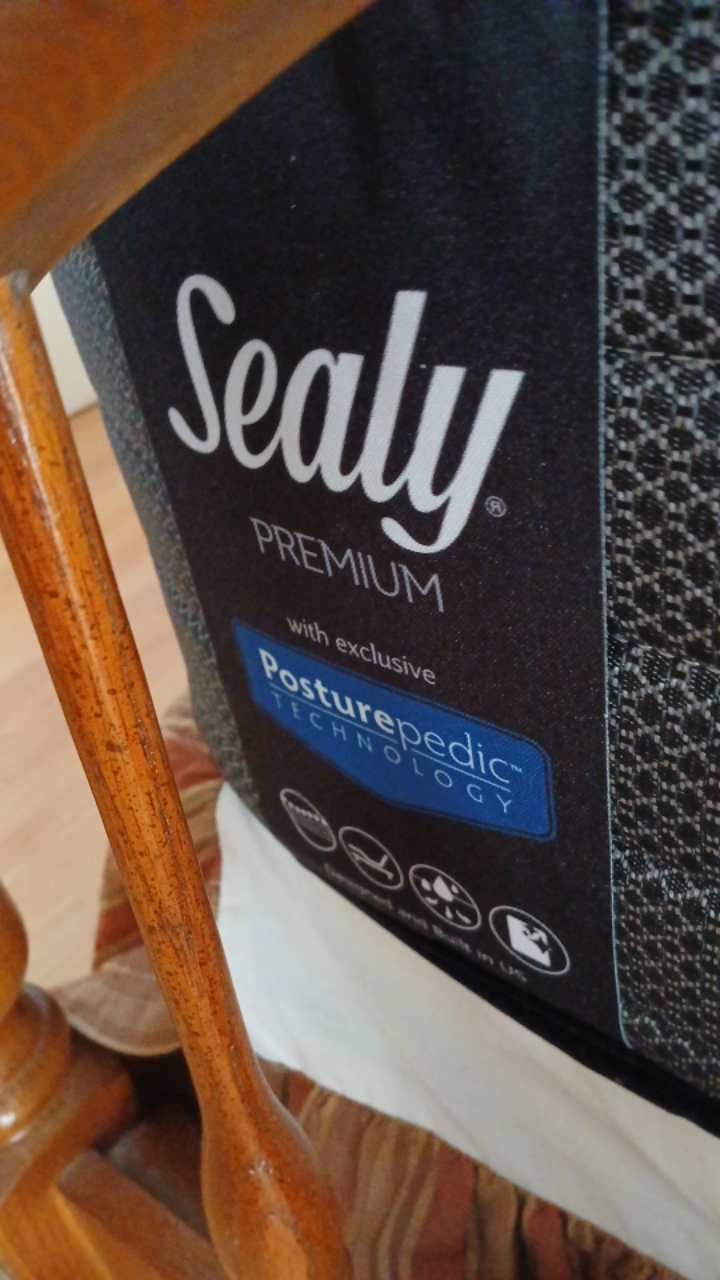 Sealy®
PREMIUM
with exclusive
Posturepedic™
TECHNOLOGY
Designed and Built in US